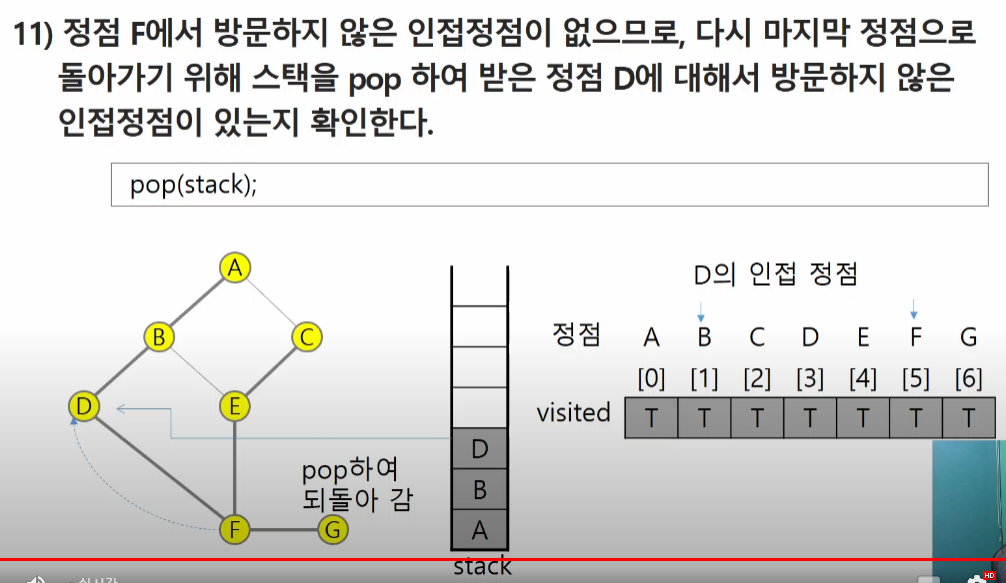 11) 정점 F에서 방문하지 않은 인접정점이 없으므로, 다시 마지막 정점으로
돌아가기 위해 스택을 pop 하여 받은 정점 D에 대해서 방문하지 않은
인접정점이 있는지 확인한다.
pop(stack);
A
B
C
D
E
F
G
pop하여
되돌아 감
D
B
A
stack
D의 인접 정점
정점 A B C D E F G
[0] [1] [2] [3] [4] [5] [6]
visited T T T T T T T
HD